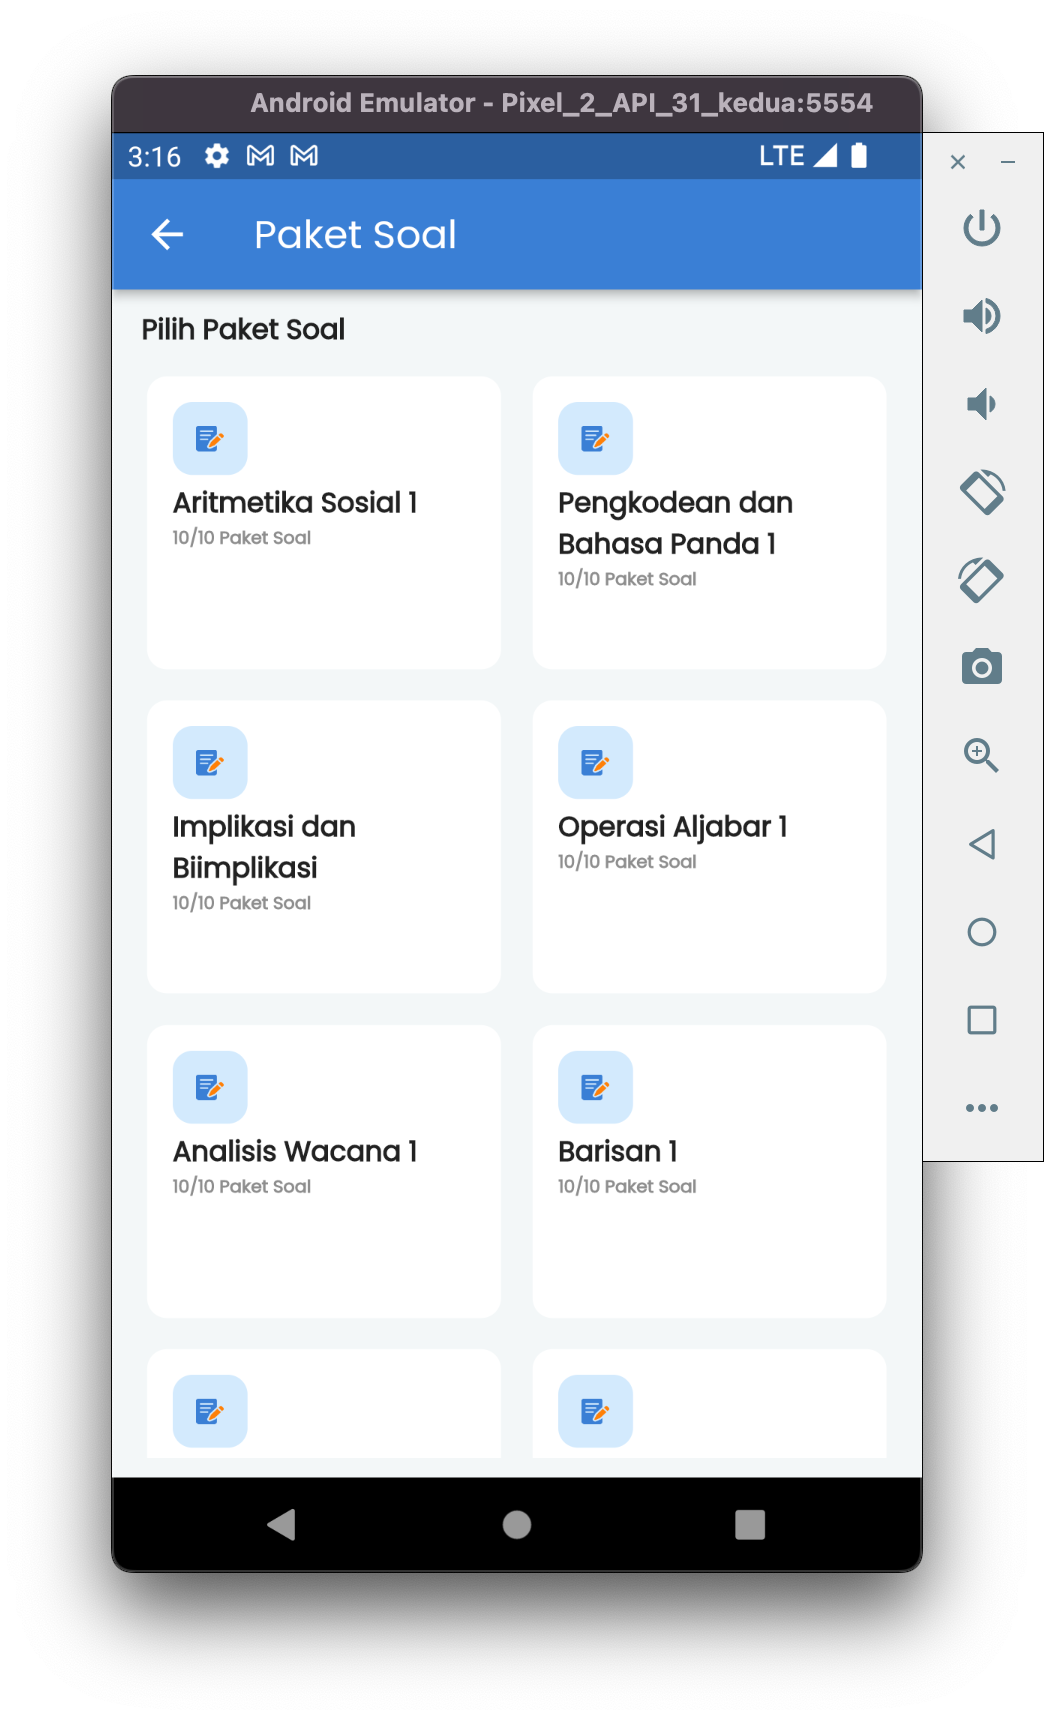 Android Emulator - Pixel_2_API_31_kedua:5554
3:16 LTE
Paket Soal
Pilih Paket Soal
Aritmetika Sosial 1
10/10 Paket Soal
Pengkodean dan
Bahasa Panda 1
10/10 Paket Soal
Implikasi dan
Biimplikasi
10/10 Paket Soal
Operasi Aljabar 1
10/10 Paket Soal
Analisis Wacana 1
10/10 Paket Soal
Barisan 1
10/10 Paket Soal